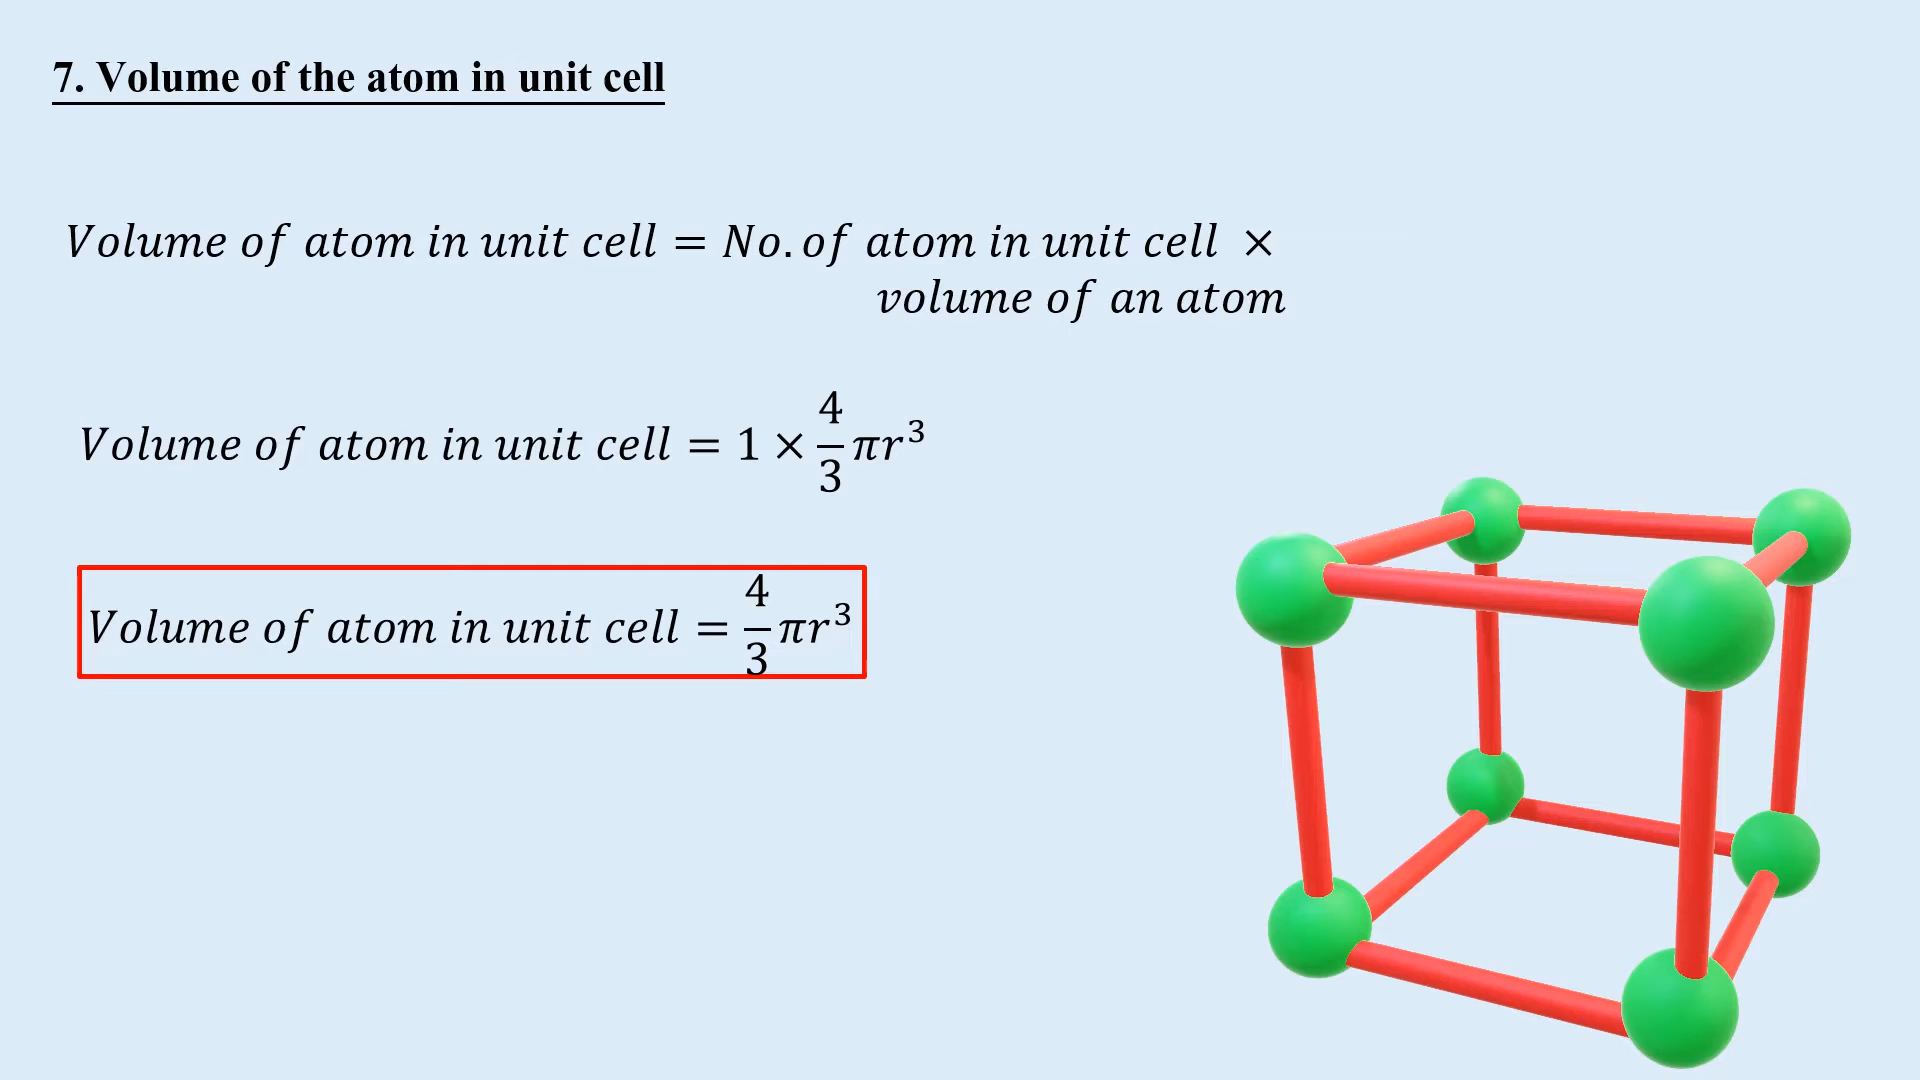 7. Volume of the atom in unit cell
Volume of atom in unit cell = No. of atom in unit cell ×
volume of an atom
Volume of atom in unit cell = 1 × 4/3 πr³
Volume of atom in unit cell = 4/3 πr³